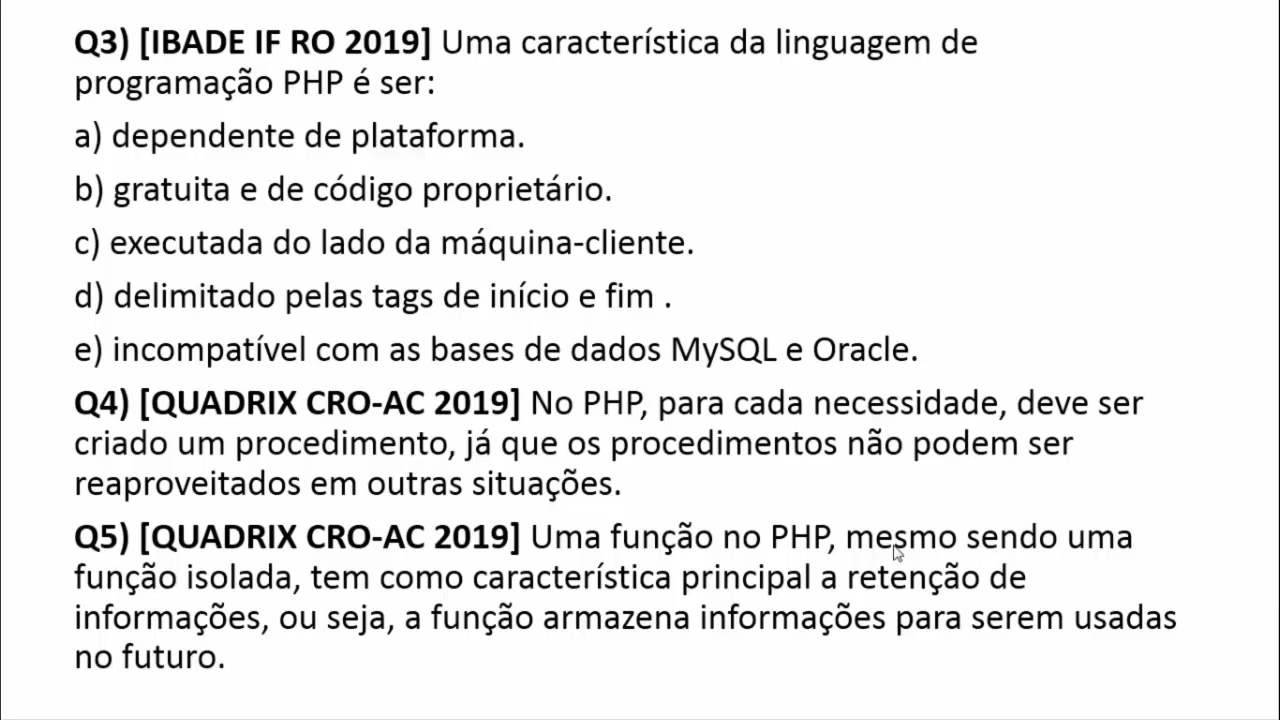 Q3) [IBADE IF RO 2019] Uma característica da linguagem de
programação PHP é ser:
a) dependente de plataforma.
b) gratuita e de código proprietário.
c) executada do lado da máquina-cliente.
d) delimitado pelas tags de início e fim .
e) incompatível com as bases de dados MySQL e Oracle.
Q4) [QUADRIX CRO-AC 2019] No PHP, para cada necessidade, deve ser
criado um procedimento, já que os procedimentos não podem ser
reaproveitados em outras situações.
Q5) [QUADRIX CRO-AC 2019] Uma função no PHP, mesmo sendo uma
função isolada, tem como característica principal a retenção de
informações, ou seja, a função armazena informações para serem usadas
no futuro.